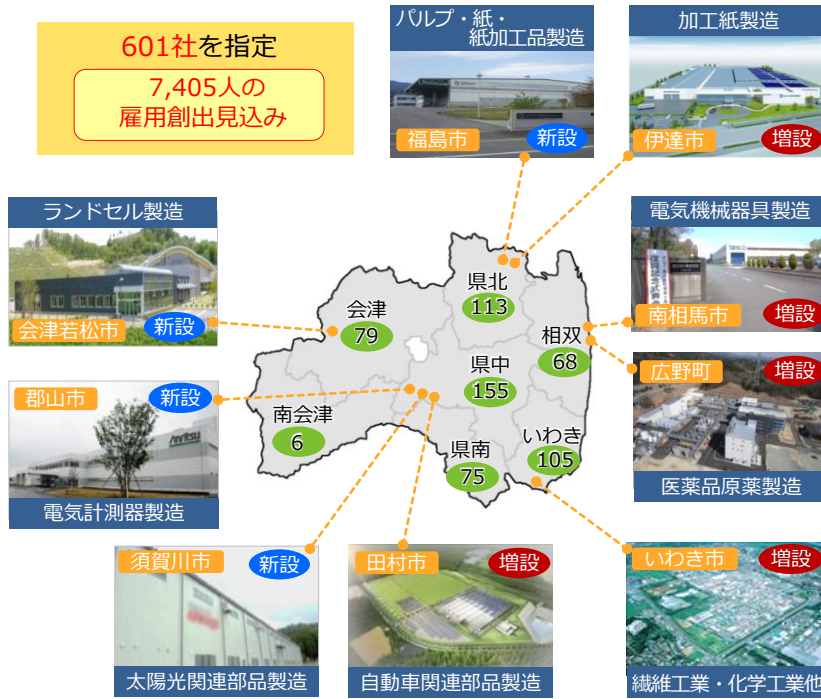 601社を指定
7,405人の
雇用創出見込み
パルプ・紙・
紙加工品製造
福島市
新設
加工紙製造
伊達市
増設
ランドセル製造
会津若松市
新設
電気機械器具製造
南相馬市
増設
郡山市
新設
Anritsu
電気計測器製造
広野町
増設
医薬品原薬製造
県北
113
会津
79
相双
68
県中
155
南会津
6
県南
75
いわき
105
須賀川市
新設
太陽光関連部品製造
田村市
増設
自動車関連部品製造
いわき市
増設
繊維工業・化学工業他